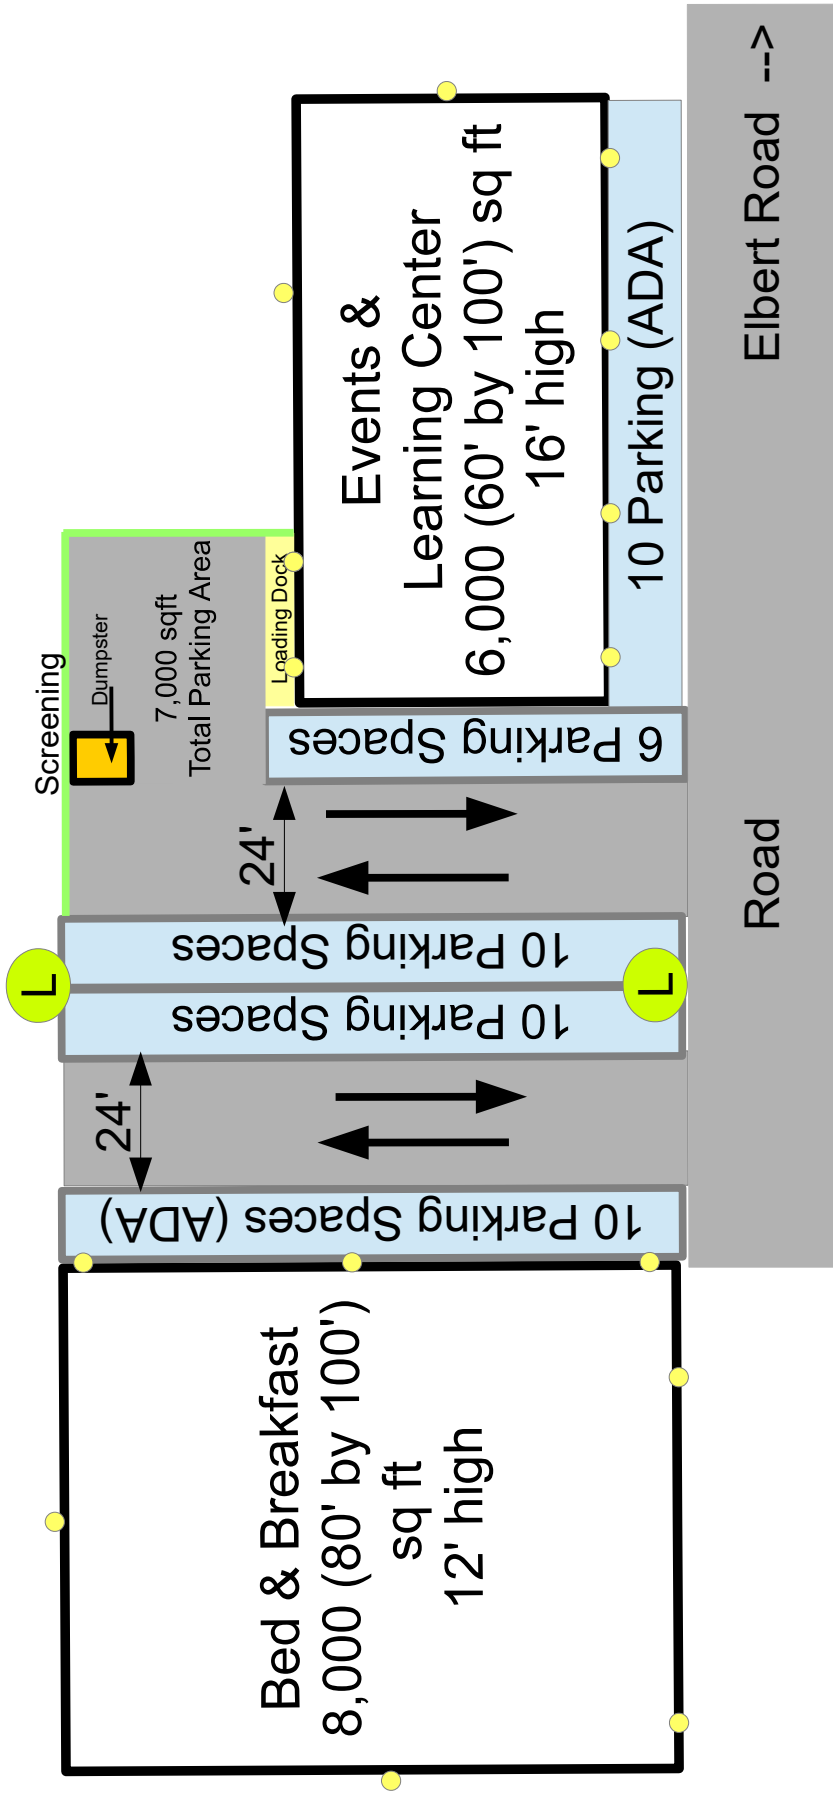 Elbert Road -->
Road
Events &
Learning Center
6,000 (60' by 100') sq ft
16' high
10 Parking (ADA)
Loading Dock
7,000 sqft
Total Parking Area
Dumpster
Screening
6 Parking Spaces
24'
10 Parking Spaces
L
L
10 Parking Spaces
24'
10 Parking Spaces (ADA)
Bed & Breakfast
8,000 (80' by 100')
sq ft
12' high